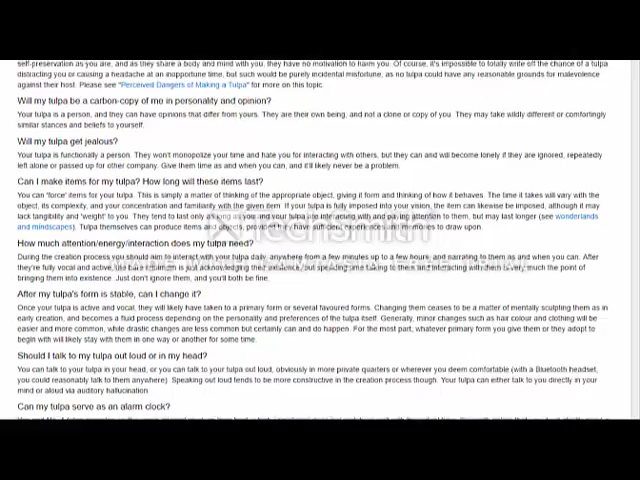 self-preservation as you are, and as they share a body and mind with you, they have no motivation to harm you. Of course, it's impossible to totally write off the chance of a tulpa
distracting you or causing a headache at an inopportune time, but such would be purely incidental misfortune, as no tulpa could have any reasonable grounds for malevolence
against their host. Please see "Perceived Dangers of Making a Tulpa" for more on this topic.
Will my tulpa be a carbon-copy of me in personality and opinion?
Your tulpa is a person, and they can have opinions that differ from yours. They are their own being, and not a clone or copy of you. They may take wildly different or comfortingly
similar stances and beliefs to yourself.
Will my tulpa get jealous?
Your tulpa is functionally a person. They won't monopolize your time and hate you for interacting with others, but they can and will become lonely if they are ignored, repeatedly
left alone or passed up for other company. Give them time as and when you can, and it'll likely never be a problem.
Can I make items for my tulpa? How long will these items last?
You can 'force' items for your tulpa. This is simply a matter of thinking of the appropriate object, giving it form and thinking of how it behaves. The time it takes will vary with the
object, its complexity, and your concentration and familiarity with the given item. If your tulpa is fully imposed into your vision, the item can likewise be imposed, although it may
lack tangibility and 'weight' to you. They tend to last only as long as you and your tulpa are paying attention to them, but may last longer (see wonderlands
and mindscapes). Tulpa themselves can produce items and objects, provided they have sufficient experience and memories to draw upon.
TechSmith
How much attention/energy/interaction does my tulpa need?
During the creation process you should aim to interact with your tulpa daily, anywhere from a few minutes up to a few hours, and narrating to them as and when you can. After
they're fully vocal and active, the bare minimum is just acknowledging the existence, but spending time talking to them and interacting with them is very much the point of
bringing them into existence. Just don't ignore them, and you'll both be fine.
After my tulpa's form is stable, can I change it?
Once your tulpa is active and vocal, they will likely have taken to a primary form or several favoured forms. Changing them ceases to be a matter of mentally sculpting them as in
early creation, and becomes a fluid process depending on the personality and preferences of the tulpa itself. Generally, minor changes such as hair colour and clothing will be
easier and more common, while drastic changes are less common but certainly can and do happen. For the most part, whatever primary form you give them or they adopt to
begin with will likely stay with them in one way or another for some time.
Should I talk to my tulpa out loud or in my head?
You can talk to your tulpa in your head, or you can talk to your tulpa out loud, obviously in more private quarters or wherever you deem comfortable (with a Bluetooth headset,
you could reasonably talk to them anywhere). Speaking out loud tends to be more constructive in the creation process though. Your tulpa can either talk to you directly in your
mind or aloud via auditory hallucination.
Can my tulpa serve as an alarm clock?